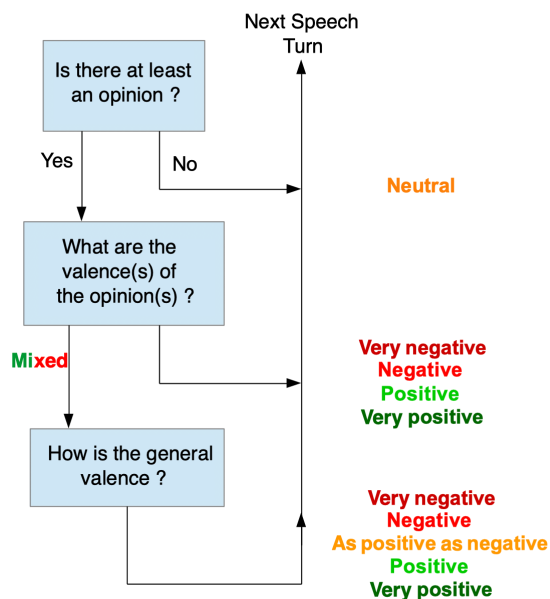 Next Speech
Turn
Is there at least
an opinion ?
Yes
No
Neutral
What are the
valence(s) of
the opinion(s) ?
Mixed
Very negative
Negative
Positive
Very positive
How is the general
valence ?
Very negative
Negative
As positive as negative
Positive
Very positive